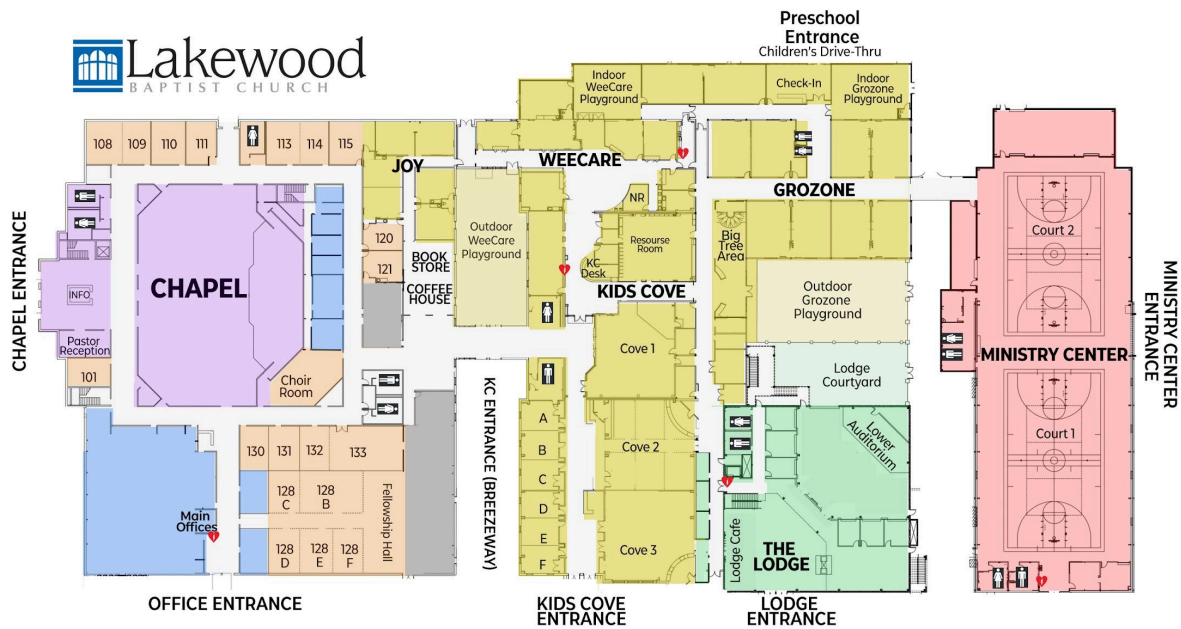 Lakewood
BAPTIST CHURCH
Preschool
Entrance
Children's Drive-Thru
Indoor
WeeCare
Playground
Check-In
Indoor
Grozone
Playground
108
109
110
111
113
114
115
JOY
WEECARE
GROZONE
NR
Outdoor
WeeCare
Playground
Resourse
Room
KC
Desk
KIDS COVE
Big
Tree
Area
Outdoor
Grozone
Playground
120
121
BOOK
STORE
COFFEE
HOUSE
CHAPEL ENTRANCE
CHAPEL
INFO
Pastor
Reception
101
Choir
Room
Court 2
MINISTRY CENTER
Court 1
MINISTRY CENTER
ENTRANCE
Cove 1
Cove 2
Cove 3
Lodge
Courtyard
Lower
Auditorium
KC ENTRANCE (BREEZEWAY)
A
B
C
D
E
F
130
131
132
133
128
C
128
B
128
D
128
E
128
F
Fellowship Hall
Main
Offices
Lodge Cafe
THE
LODGE
OFFICE ENTRANCE
KIDS COVE
ENTRANCE
LODGE
ENTRANCE